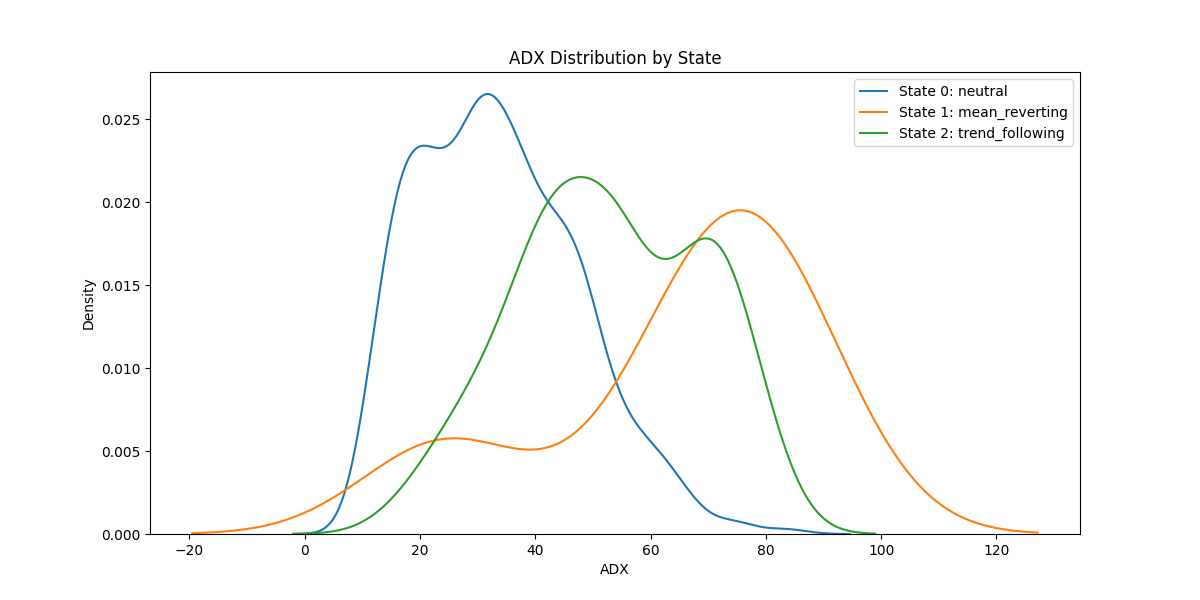 ADX Distribution by State
State 0: neutral
State 1: mean_reverting
State 2: trend_following
Density
0.025
0.020
0.015
0.010
0.005
0.000
−20
0
20
40
60
80
100
120
ADX